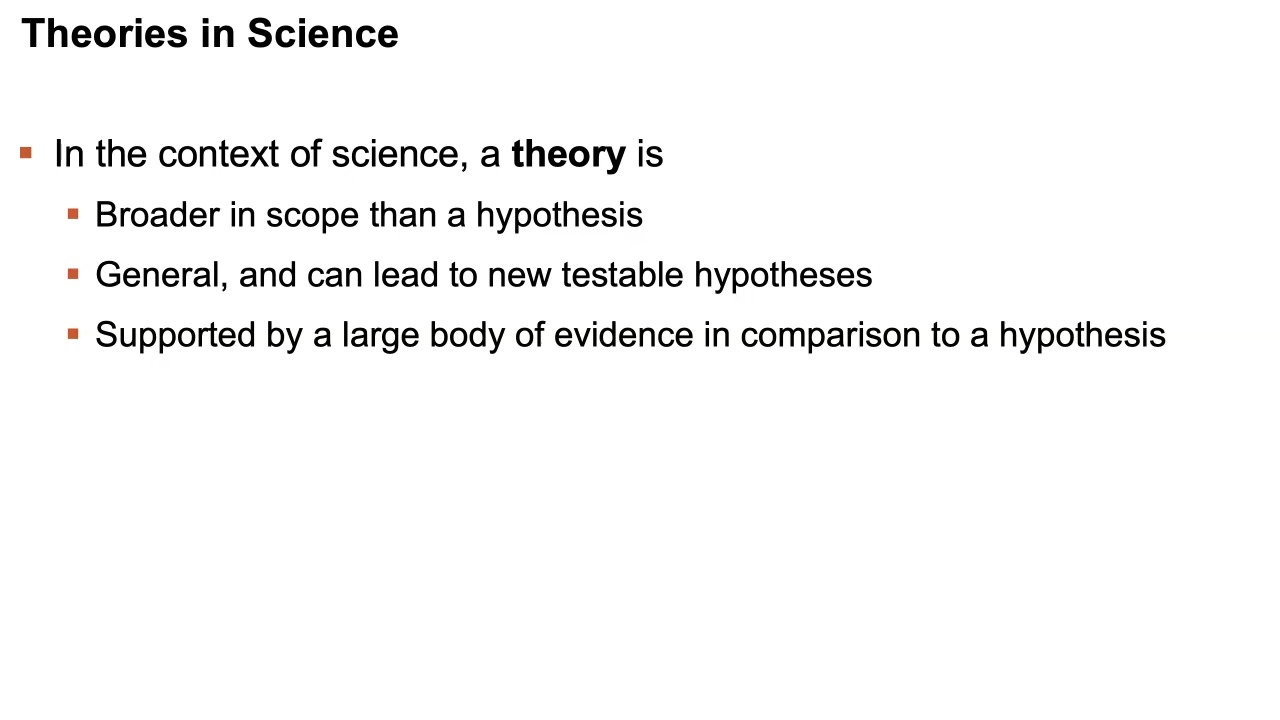 Theories in Science
▪ In the context of science, a theory is
▪ Broader in scope than a hypothesis
▪ General, and can lead to new testable hypotheses
▪ Supported by a large body of evidence in comparison to a hypothesis